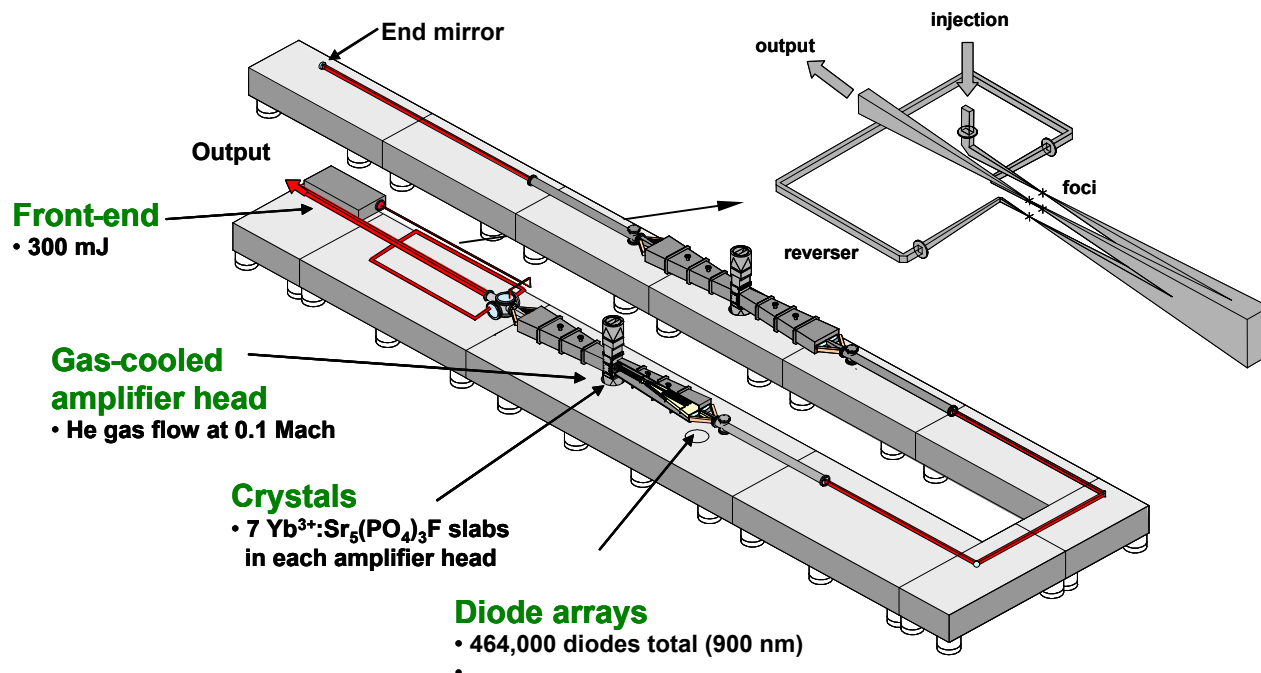 injection
End mirror
output
Output
foci
Front-end
• 300 mJ
reverser
Gas-cooled
amplifier head
• He gas flow at 0.1 Mach
Crystals
• 7 Yb³⁺:Sr₅(PO₄)₃F slabs
in each amplifier head
Diode arrays
• 464,000 diodes total (900 nm)
•